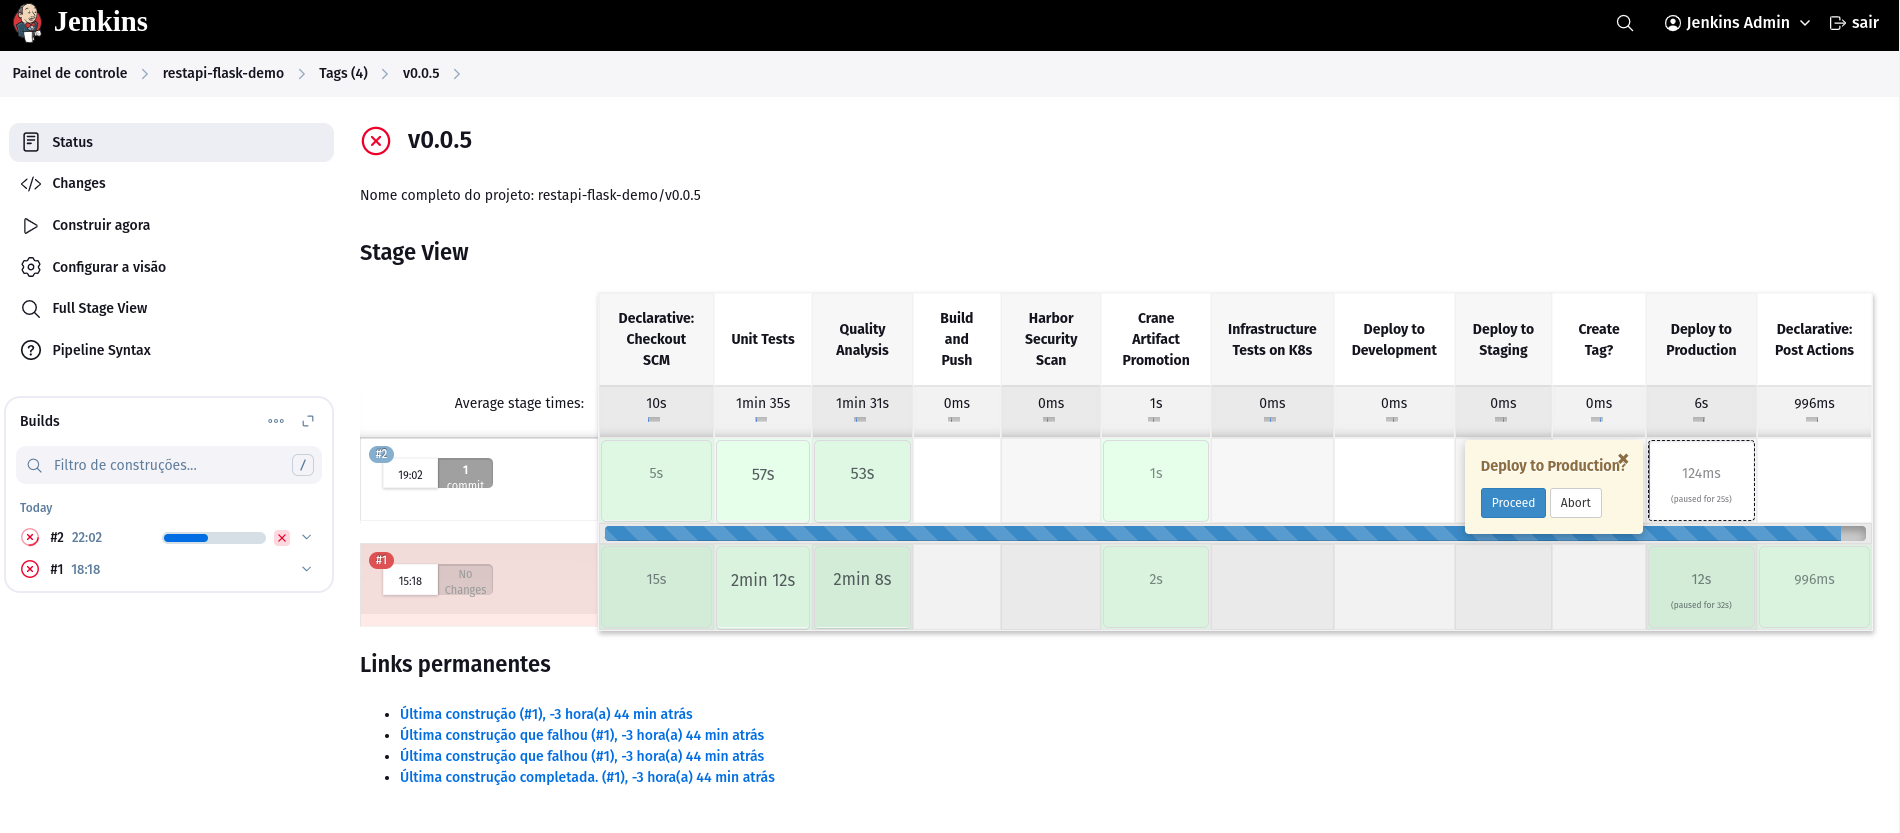 Jenkins
Jenkins Admin
sair
Painel de controle
restapi-flask-demo
Tags (4)
v0.0.5
Status
Changes
Construir agora
Configurar a visão
Full Stage View
Pipeline Syntax
Builds
Filtro de construções...
/
Today
#2 22:02
#1 18:18
v0.0.5
Nome completo do projeto: restapi-flask-demo/v0.0.5
Stage View
Declarative: Checkout SCM
Unit Tests
Quality Analysis
Build and Push
Harbor Security Scan
Crane Artifact Promotion
Infrastructure Tests on K8s
Deploy to Development
Deploy to Staging
Create Tag?
Deploy to Production
Declarative: Post Actions
Average stage times:
10s
1min 35s
1min 31s
0ms
0ms
1s
0ms
0ms
0ms
0ms
6s
996ms
#2
19:02
1 commit
5s
57s
53s
1s
Deploy to Production?
Proceed
Abort
124ms
(paused for 25s)
#1
15:18
No Changes
15s
2min 12s
2min 8s
2s
12s
(paused for 32s)
996ms
Links permanentes
Última construção (#1), -3 hora(a) 44 min atrás
Última construção que falhou (#1), -3 hora(a) 44 min atrás
Última construção que falhou (#1), -3 hora(a) 44 min atrás
Última construção completada. (#1), -3 hora(a) 44 min atrás